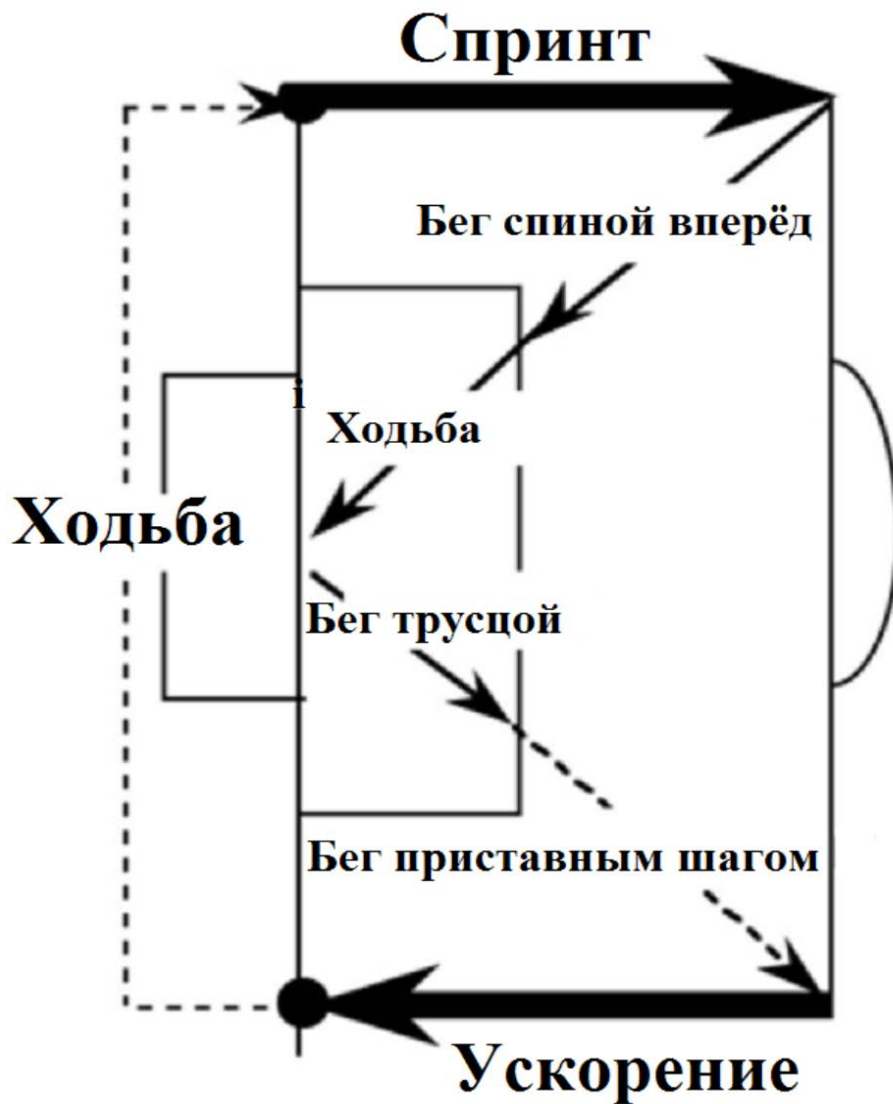 Спринт
Бег спиной вперёд
i
Ходьба
Ходьба
Бег трусцой
Бег приставным шагом
Ускорение